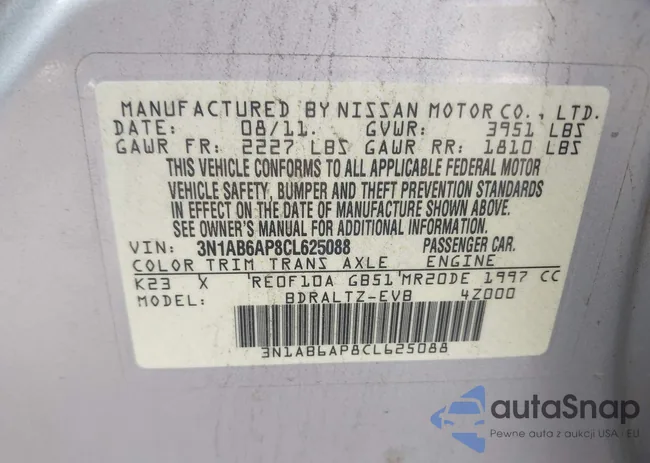 MANUFACTURED BY NISSAN MOTOR CO., LTD.
DATE: 08/11. GVWR: 3951 LBS
GAWR FR: 2227 LBS GAWR RR: 1810 LBS
THIS VEHICLE CONFORMS TO ALL APPLICABLE FEDERAL MOTOR
VEHICLE SAFETY, BUMPER AND THEFT PREVENTION STANDARDS
IN EFFECT ON THE DATE OF MANUFACTURE SHOWN ABOVE.
SEE OWNER'S MANUAL FOR ADDITIONAL INFORMATION.
VIN: 3N1AB6AP8CL625088 PASSENGER CAR.
COLOR TRIM TRANS AXLE ENGINE
K23 X RE0F10A GB51 MR20DE 1997 CC
MODEL: BDRALTZ-EVB 4Z000
3N1AB6AP8CL625088
autoSnap
Pewne auta z aukcji USA i EU